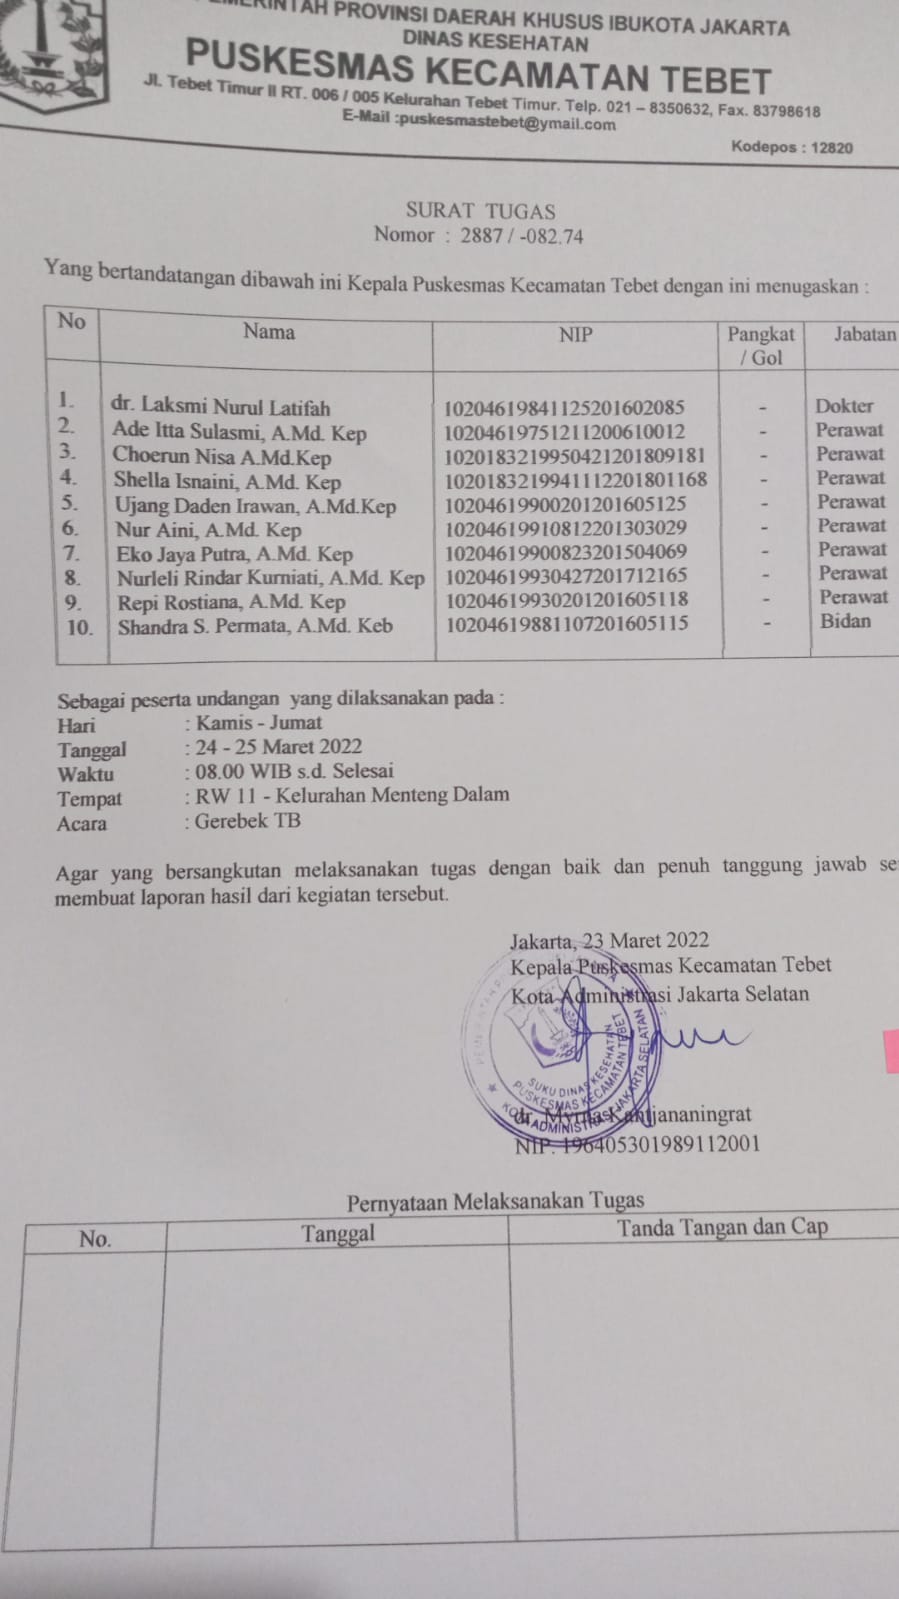 PROVINSI DAERAH KHUSUS IBUKOTA JAKARTA
DINAS KESEHATAN
PUSKESMAS KECAMATAN TEBET
Jl. Tebet Timur II RT. 006 / 005 Kelurahan Tebet Timur. Telp. 021 – 8350632, Fax. 83798618
E-Mail :puskesmastebet@ymail.com
Kodepos : 12820
SURAT TUGAS
Nomor : 2887 / -082.74
Yang bertandatangan dibawah ini Kepala Puskesmas Kecamatan Tebet dengan ini menugaskan :
No Nama NIP Pangkat / Gol Jabatan
1. dr. Laksmi Nurul Latifah 10204619841125201602085 - Dokter
2. Ade Itta Sulasmi, A.Md. Kep 10204619751211200610012 - Perawat
3. Choerun Nisa A.Md.Kep 1020183219950421201809181 - Perawat
4. Shella Isnaini, A.Md. Kep 1020183219941112201801168 - Perawat
5. Ujang Daden Irawan, A.Md.Kep 10204619900201201605125 - Perawat
6. Nur Aini, A.Md. Kep 10204619910812201303029 - Perawat
7. Eko Jaya Putra, A.Md. Kep 10204619900823201504069 - Perawat
8. Nurleli Rindar Kurniati, A.Md. Kep 10204619930427201712165 - Perawat
9. Repi Rostiana, A.Md. Kep 10204619930201201605118 - Perawat
10. Shandra S. Permata, A.Md. Keb 10204619881107201605115 - Bidan
Sebagai peserta undangan yang dilaksanakan pada :
Hari : Kamis - Jumat
Tanggal : 24 - 25 Maret 2022
Waktu : 08.00 WIB s.d. Selesai
Tempat : RW 11 - Kelurahan Menteng Dalam
Acara : Gerebek TB
Agar yang bersangkutan melaksanakan tugas dengan baik dan penuh tanggung jawab
membuat laporan hasil dari kegiatan tersebut.
Jakarta, 23 Maret 2022
Kepala Puskesmas Kecamatan Tebet
Kota Administrasi Jakarta Selatan
SUKU DINAS KESEHATAN
PUSKESMAS KECAMATAN TEBET
KOTA ADMINISTRASI JAKARTA SELATAN
dr. Myrna Kantjananingrat
NIP. 196405301989112001
Pernyataan Melaksanakan Tugas
No. Tanggal Tanda Tangan dan Cap